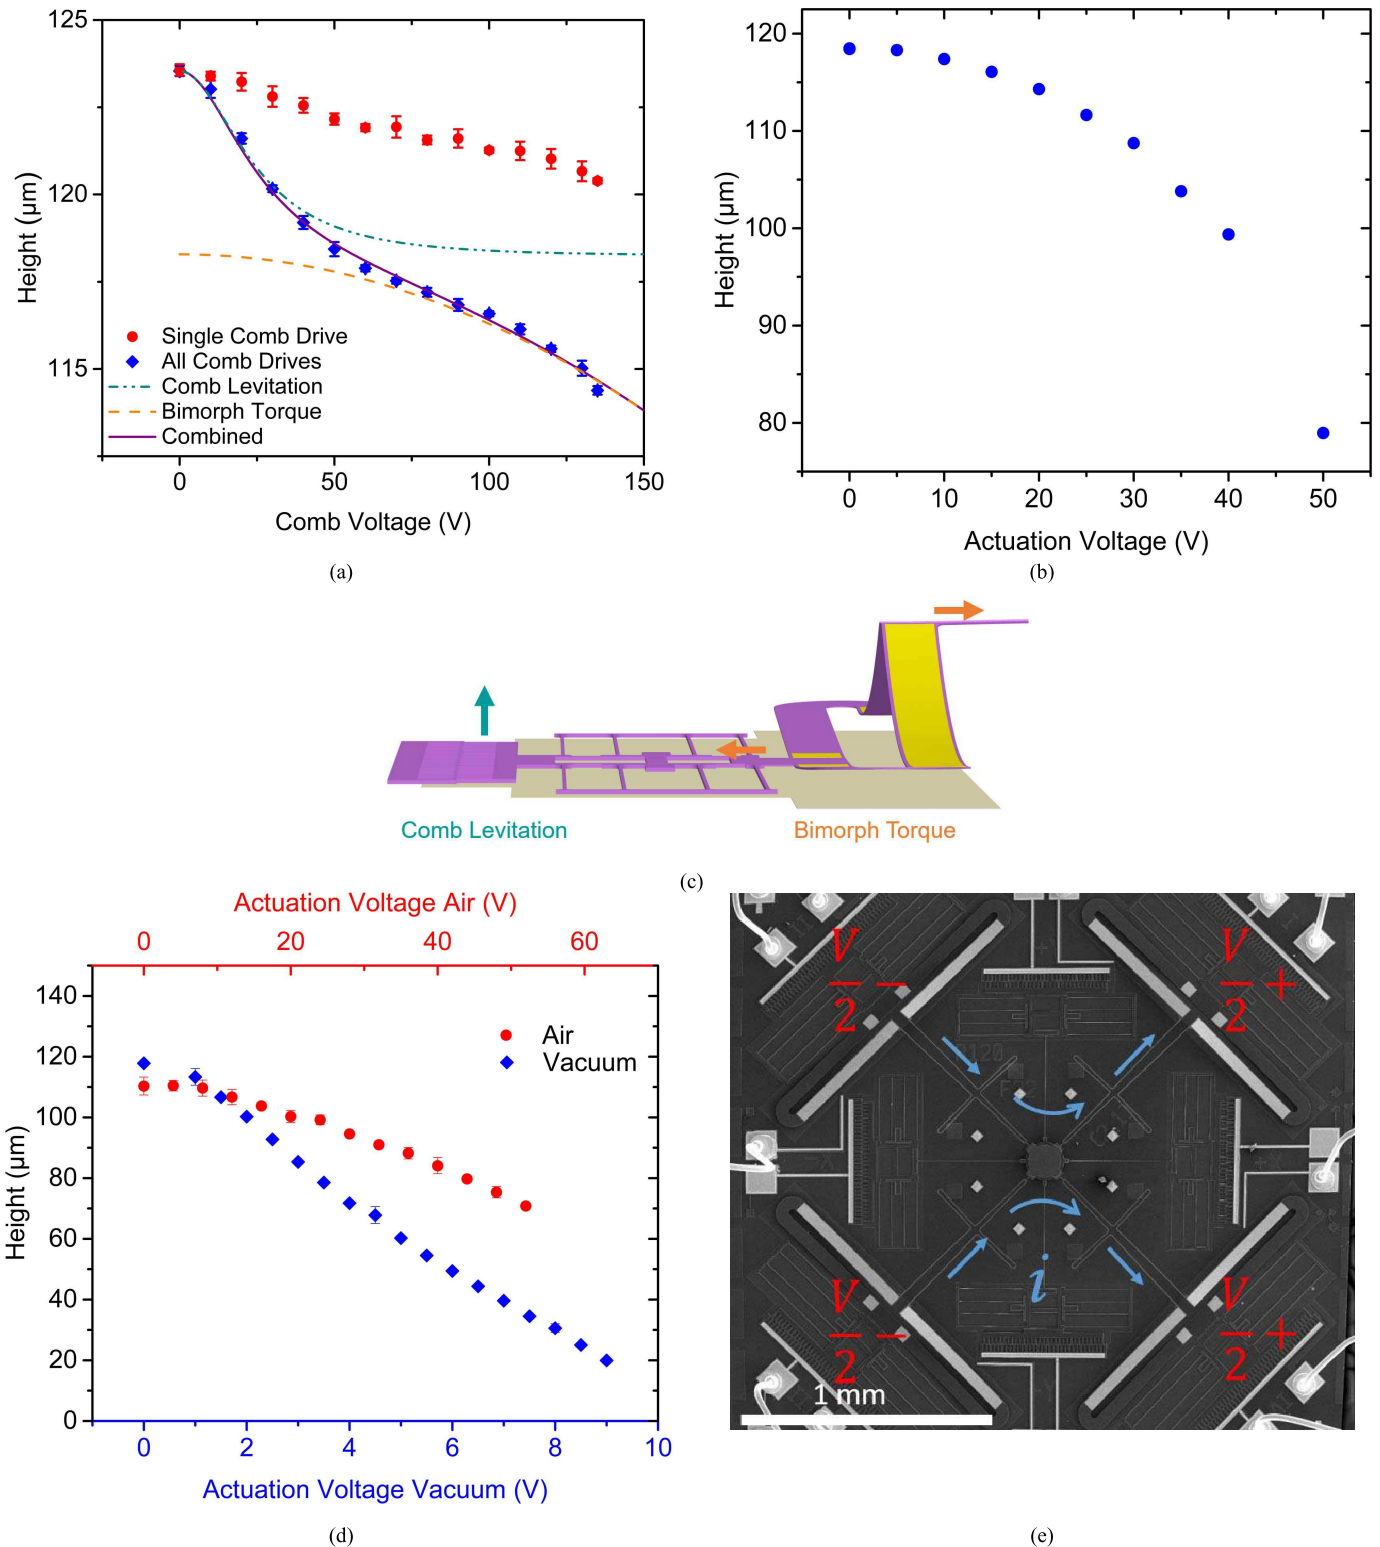 125
120
115
Height (μm)
Single Comb Drive
All Comb Drives
Comb Levitation
Bimorph Torque
Combined
0
50
100
150
Comb Voltage (V)
(a)
120
110
100
90
80
Height (μm)
0
10
20
30
40
50
Actuation Voltage (V)
(b)
Comb Levitation
Bimorph Torque
(c)
Actuation Voltage Air (V)
0
20
40
60
140
120
100
80
60
40
20
0
Height (μm)
Air
Vacuum
0
2
4
6
8
10
Actuation Voltage Vacuum (V)
(d)
V
2 −
V
2 +
i
V
2 −
V
2 +
1 mm
(e)